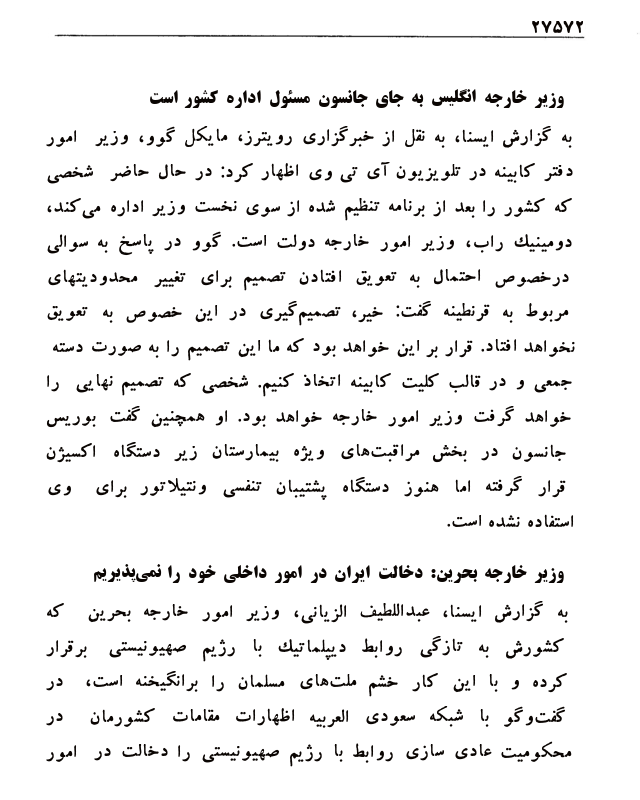 ۲۷۵۷۲
وزیر خارجه انگلیس به جای جانسون مسئول اداره کشور است
به گزارش ایسنا، به نقل از خبرگزاری رویترز، مایکل گوو، وزیر امور
دفتر کابینه در تلویزیون آی تی وی اظهار کرد: در حال حاضر شخصی
که کشور را بعد از برنامه تنظیم شده از سوی نخست وزیر اداره می‌کند،
دومینیك راب، وزیر امور خارجه دولت است. گوو در پاسخ به سوالی
درخصوص احتمال به تعویق افتادن تصمیم برای تغییر محدودیتهای
مربوط به قرنطینه گفت: خیر، تصمیم‌گیری در این خصوص به تعویق
نخواهد افتاد. قرار بر این خواهد بود که ما این تصمیم را به صورت دسته
جمعی و در قالب کلیت کابینه اتخاذ کنیم. شخصی که تصمیم نهایی را
خواهد گرفت وزیر امور خارجه خواهد بود. او همچنین گفت بوریس
جانسون در بخش مراقبت‌های ویژه بیمارستان زیر دستگاه اکسیژن
قرار گرفته اما هنوز دستگاه پشتیبان تنفسی ونتیلاتور برای وی
استفاده نشده است.
وزیر خارجه بحرین: دخالت ایران در امور داخلی خود را نمی‌پذیریم
به گزارش ایسنا، عبداللطیف الزیانی، وزیر امور خارجه بحرین که
کشورش به تازگی روابط دیپلماتیك با رژیم صهیونیستی برقرار
کرده و با این کار خشم ملت‌های مسلمان را برانگیخته است، در
گفت‌وگو با شبکه سعودی العربیه اظهارات مقامات کشورمان در
محکومیت عادی سازی روابط با رژیم صهیونیستی را دخالت در امور